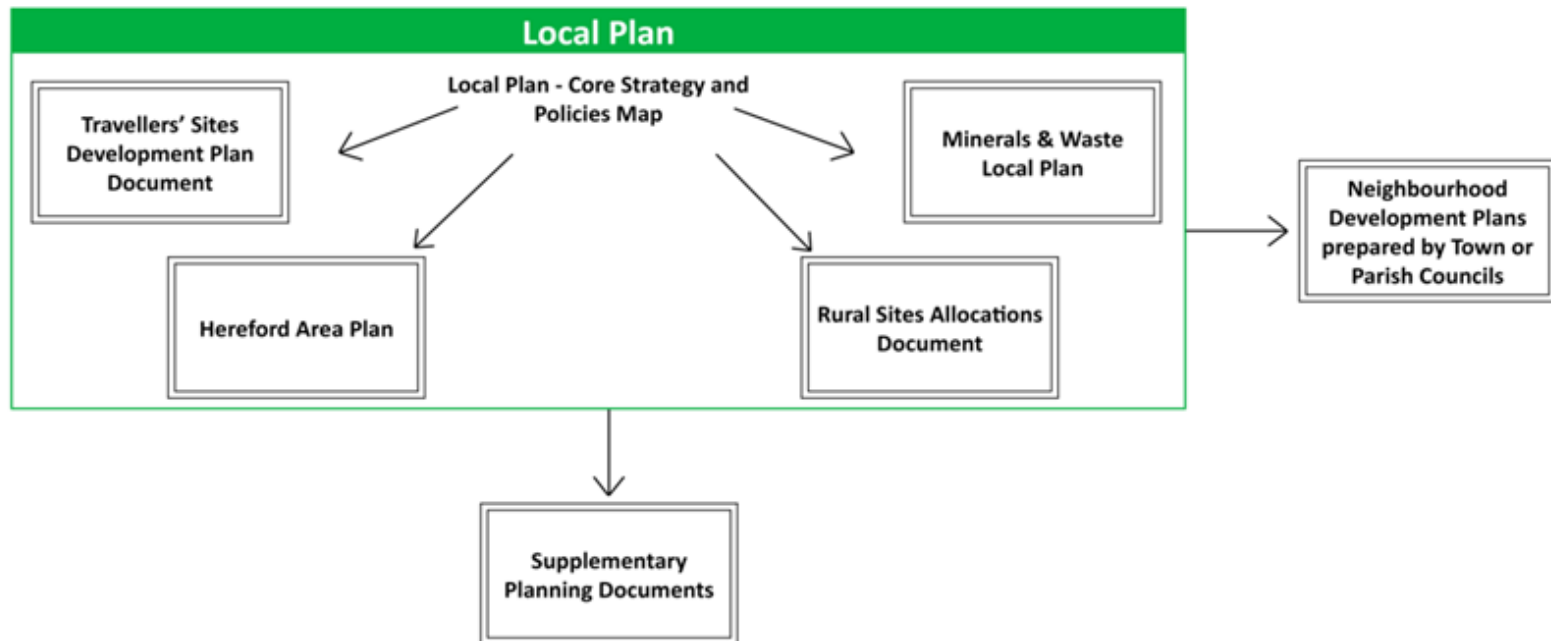 Local Plan
Local Plan - Core Strategy and
Policies Map
Travellers' Sites
Development Plan
Document
Minerals & Waste
Local Plan
Neighbourhood
Development Plans
prepared by Town or
Parish Councils
Hereford Area Plan
Rural Sites Allocations
Document
Supplementary
Planning Documents